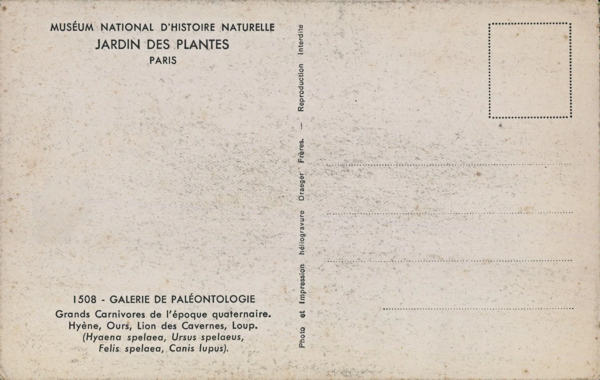 MUSÉUM NATIONAL D'HISTOIRE NATURELLE
JARDIN DES PLANTES
PARIS
1508 - GALERIE DE PALÉONTOLOGIE
Grands Carnivores de l'époque quaternaire.
Hyène, Ours, Lion des Cavernes, Loup.
(Hyaena spelaea, Ursus spelaeus,
Felis spelaea, Canis lupus).
Photo et Impression héliogravure Draeger Frères. — Reproduction Interdite